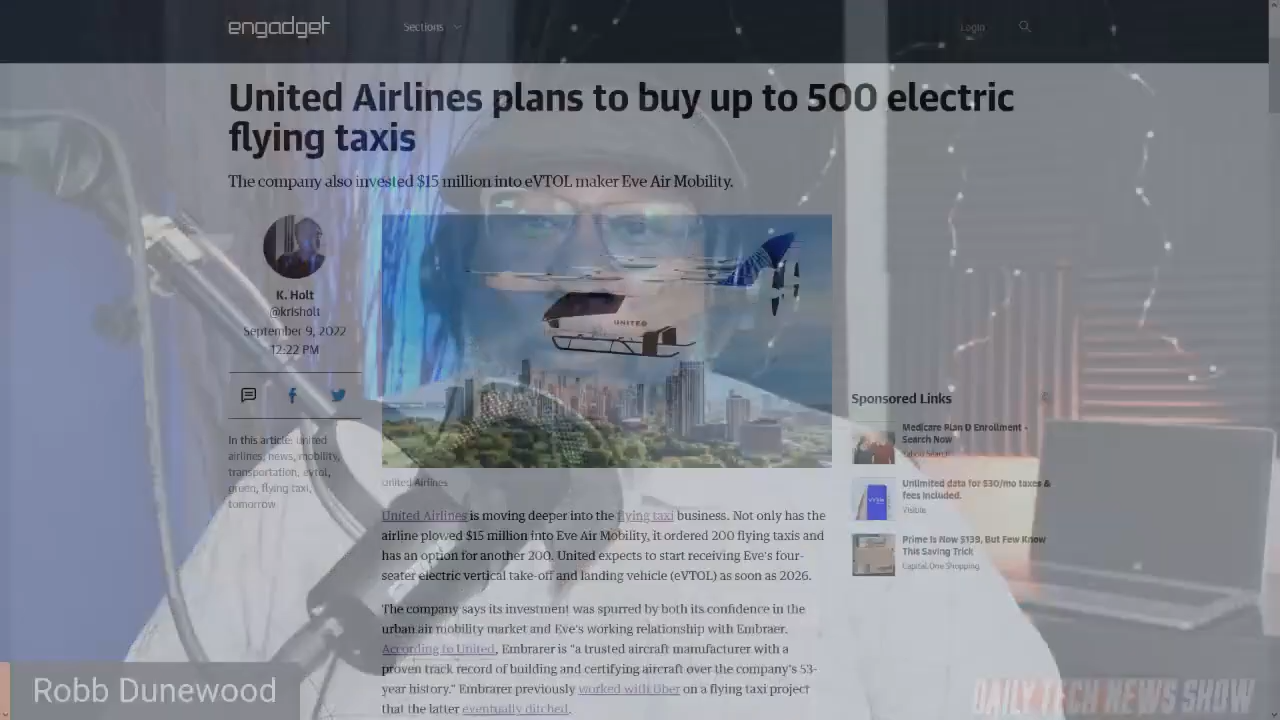 engadget
Sections
Login
United Airlines plans to buy up to 500 electric
flying taxis
The company also invested $15 million into eVTOL maker Eve Air Mobility.
K. Holt
@krisholt
September 9, 2022
12:22 PM
In this article: united
airlines, news, mobility,
transportation, evtol,
green, flying taxi,
tomorrow
UNITED
United Airlines
United Airlines is moving deeper into the flying taxi business. Not only has the
airline plowed $15 million into Eve Air Mobility, it ordered 200 flying taxis and
has an option for another 200. United expects to start receiving Eve's four-
seater electric vertical take-off and landing vehicle (eVTOL) as soon as 2026.
The company says its investment was spurred by both its confidence in the
urban air mobility market and Eve's working relationship with Embraer.
According to United, Embrarer is "a trusted aircraft manufacturer with a
proven track record of building and certifying aircraft over the company's 53-
year history." Embrarer previously worked with Uber on a flying taxi project
that the latter eventually ditched.
Sponsored Links
Medicare Plan D Enrollment -
Search Now
Yahoo Search
Unlimited data for $30/mo taxes &
fees included.
Visible
Prime Is Now $139, But Few Know
This Saving Trick
Capital One Shopping
Robb Dunewood
DAILY TECH NEWS SHOW